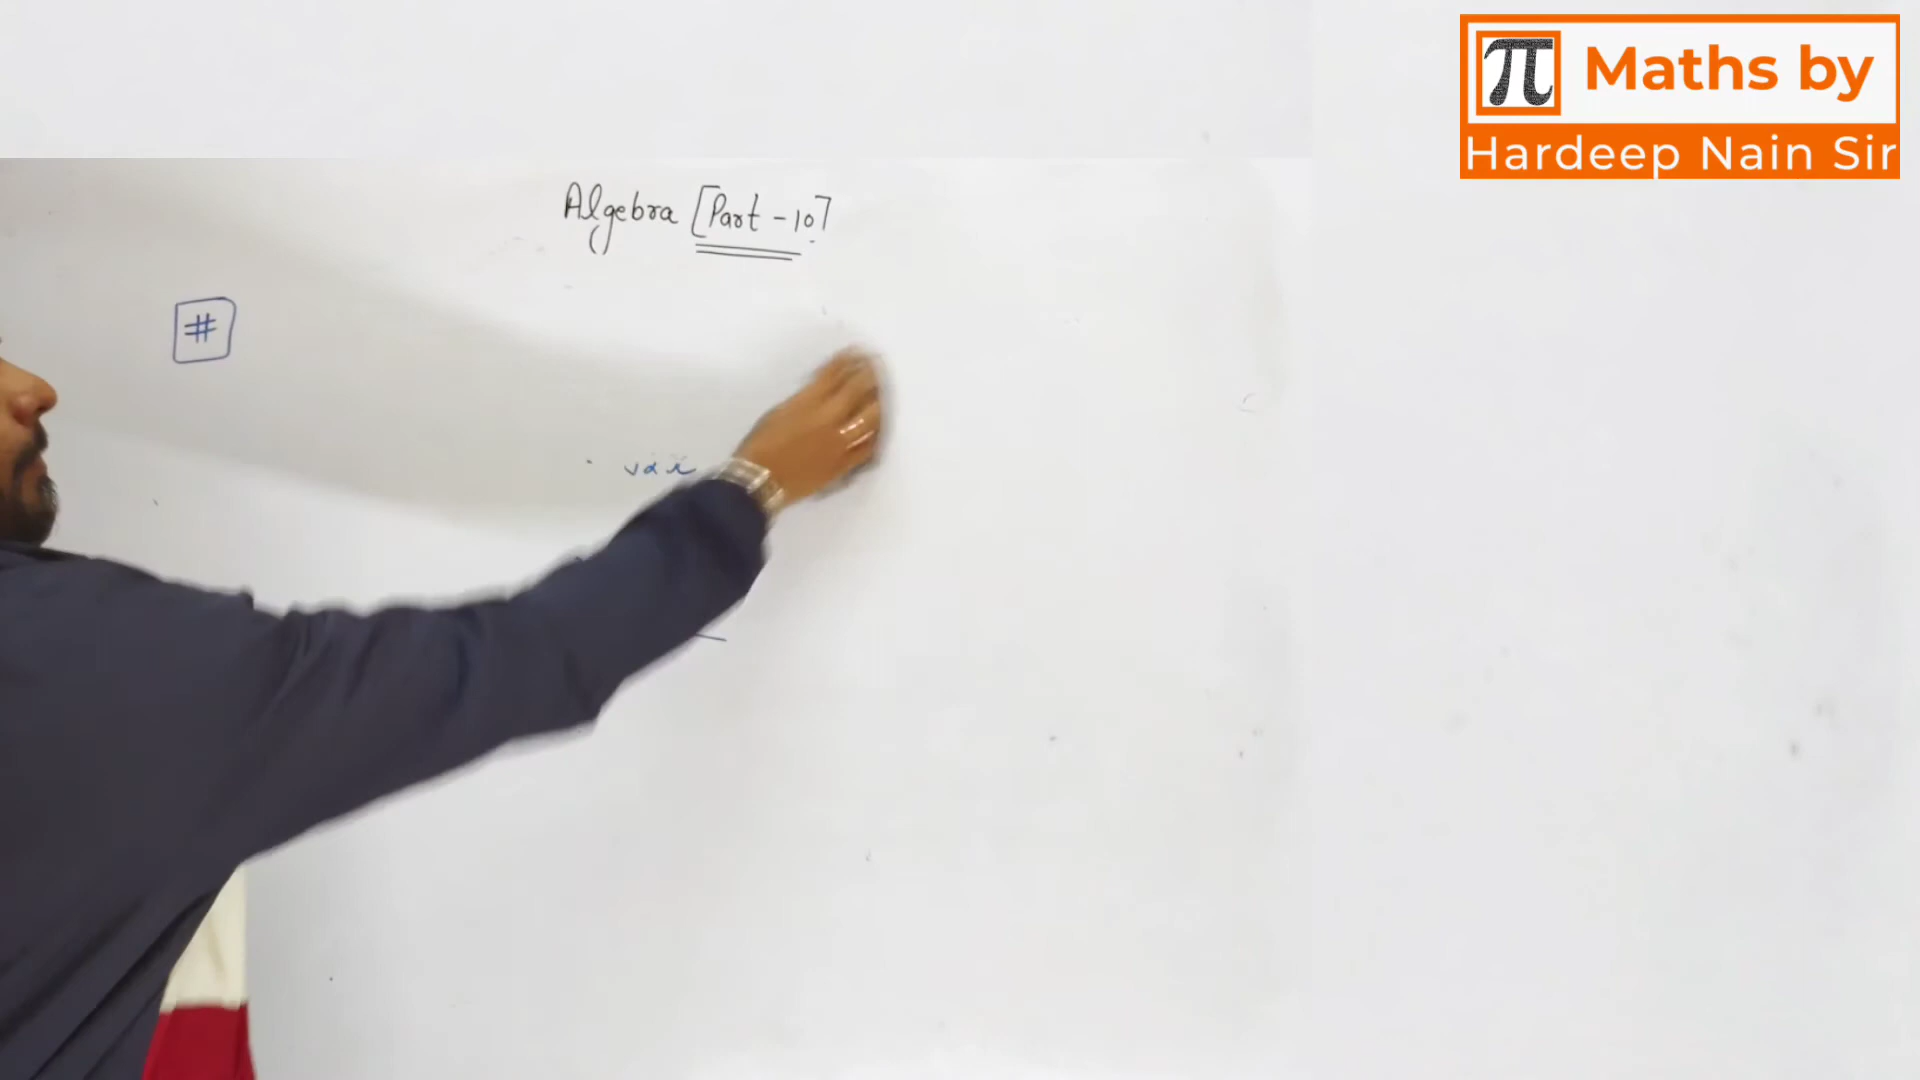 π Maths by
Hardeep Nain Sir
Algebra [Part - 10]
#